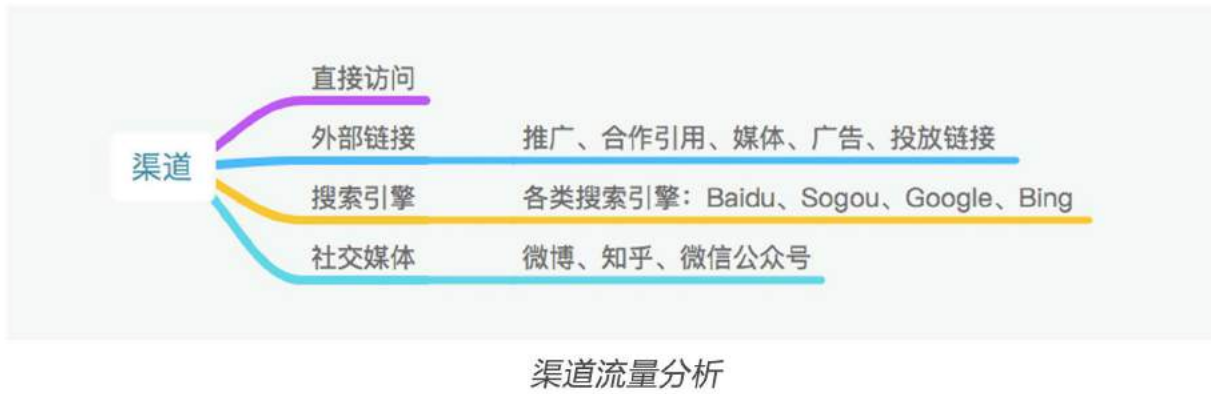 直接访问
外部链接 推广、合作引用、媒体、广告、投放链接
渠道
搜索引擎 各类搜索引擎：Baidu、Sogou、Google、Bing
社交媒体 微博、知乎、微信公众号
渠道流量分析